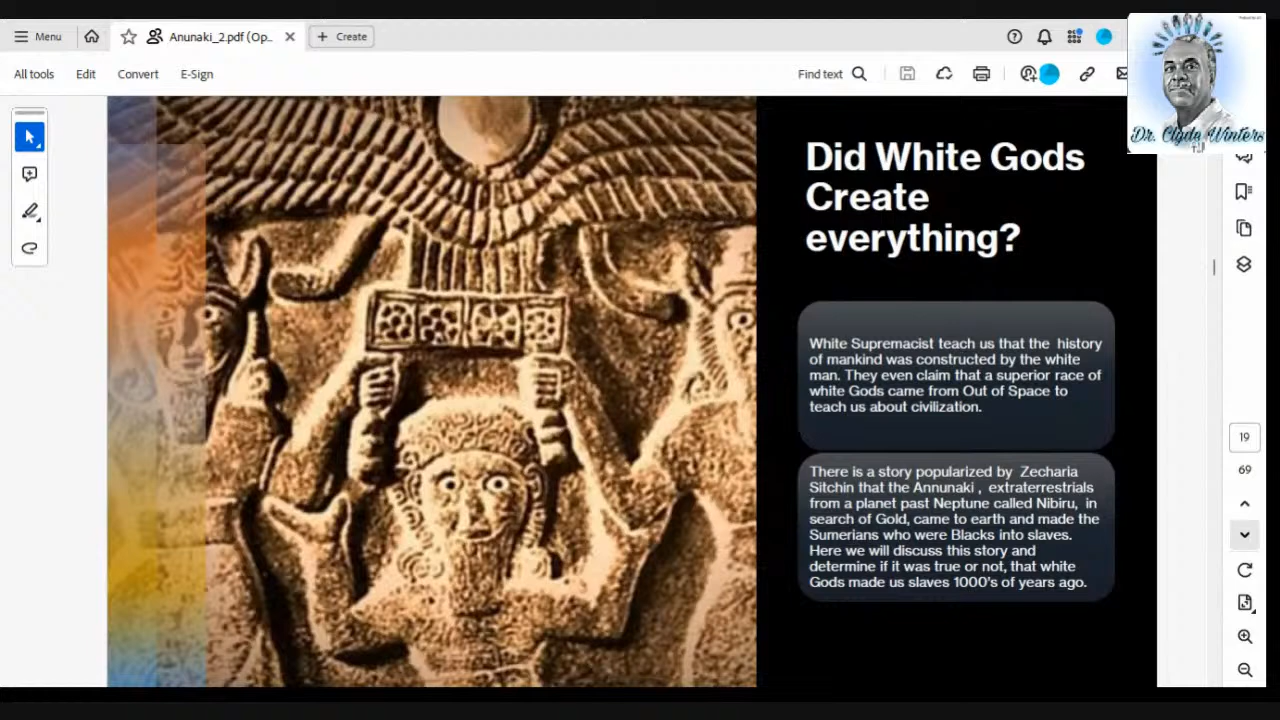 Menu
Anunaki_2.pdf (Op...
Create
All tools
Edit
Convert
E-Sign
Find text
Dr. Clyde Winters
Did White Gods
Create
everything?
White Supremacist teach us that the history
of mankind was constructed by the white
man. They even claim that a superior race of
white Gods came from Out of Space to
teach us about civilization.
There is a story popularized by Zecharia
Sitchin that the Annunaki , extraterrestrials
from a planet past Neptune called Nibiru, in
search of Gold, came to earth and made the
Sumerians who were Blacks into slaves.
Here we will discuss this story and
determine if it was true or not, that white
Gods made us slaves 1000's of years ago.
19
69